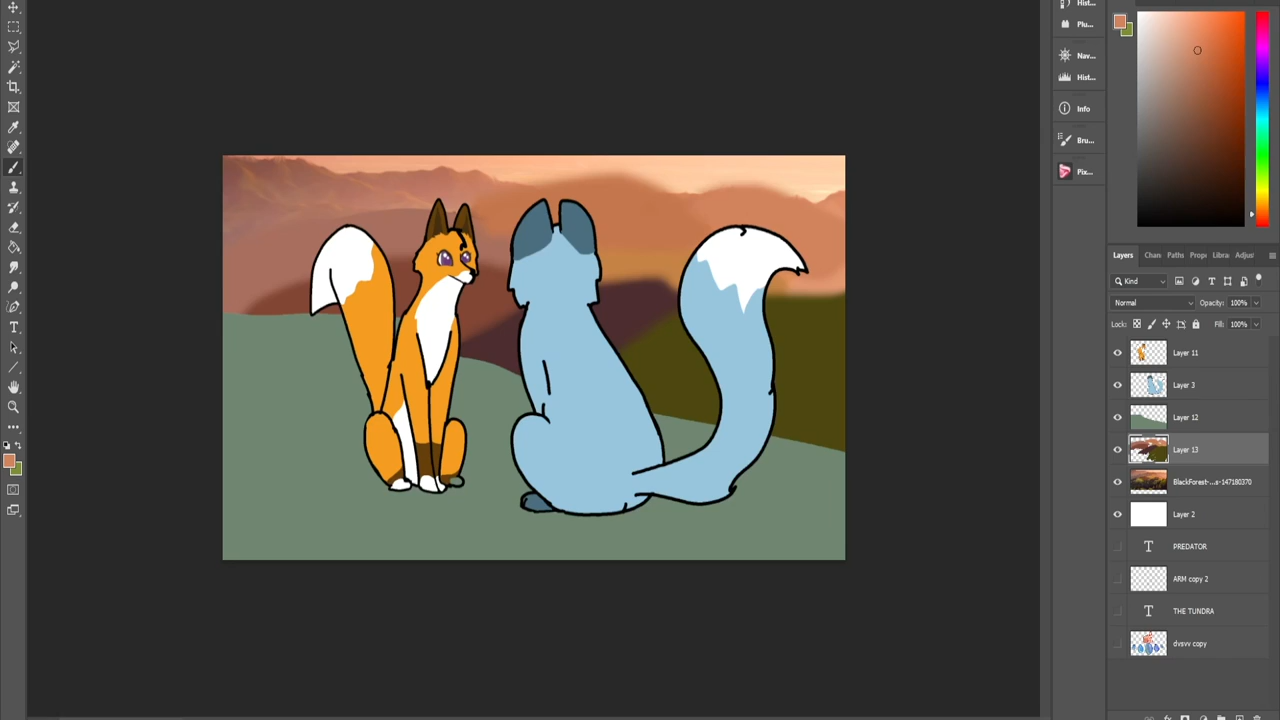 Hist...
Plu...
Nav...
Hist...
Info
Bru...
Pix...
Layers
Chan
Paths
Prope
Libra
Adjus
Kind
Normal
Opacity: 100%
Lock:
Fill: 100%
Layer 11
Layer 3
Layer 12
Layer 13
BlackForest-...s-147180370
Layer 2
T PREDATOR
ARM copy 2
T THE TUNDRA
dvsvv copy